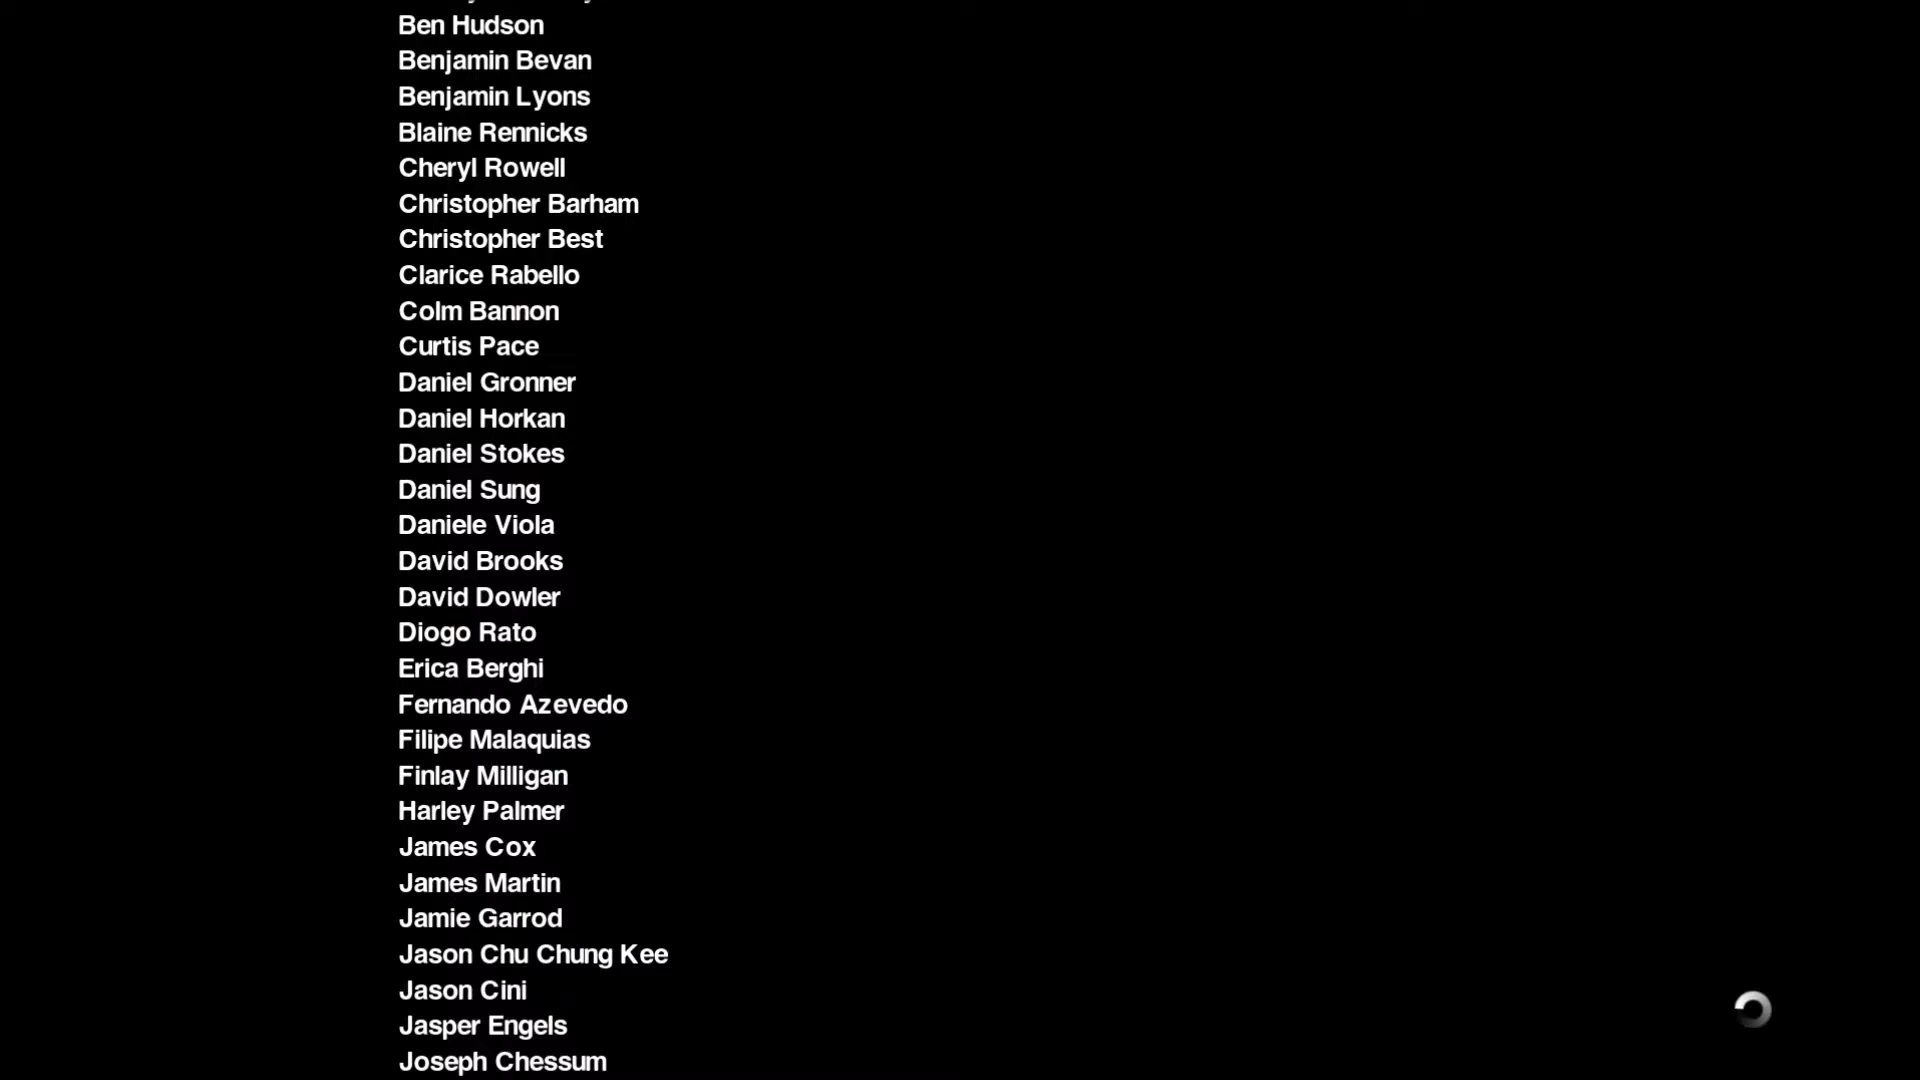 Ben Hudson
Benjamin Bevan
Benjamin Lyons
Blaine Rennicks
Cheryl Rowell
Christopher Barham
Christopher Best
Clarice Rabello
Colm Bannon
Curtis Pace
Daniel Gronner
Daniel Horkan
Daniel Stokes
Daniel Sung
Daniele Viola
David Brooks
David Dowler
Diogo Rato
Erica Berghi
Fernando Azevedo
Filipe Malaquias
Finlay Milligan
Harley Palmer
James Cox
James Martin
Jamie Garrod
Jason Chu Chung Kee
Jason Cini
Jasper Engels
Joseph Chessum